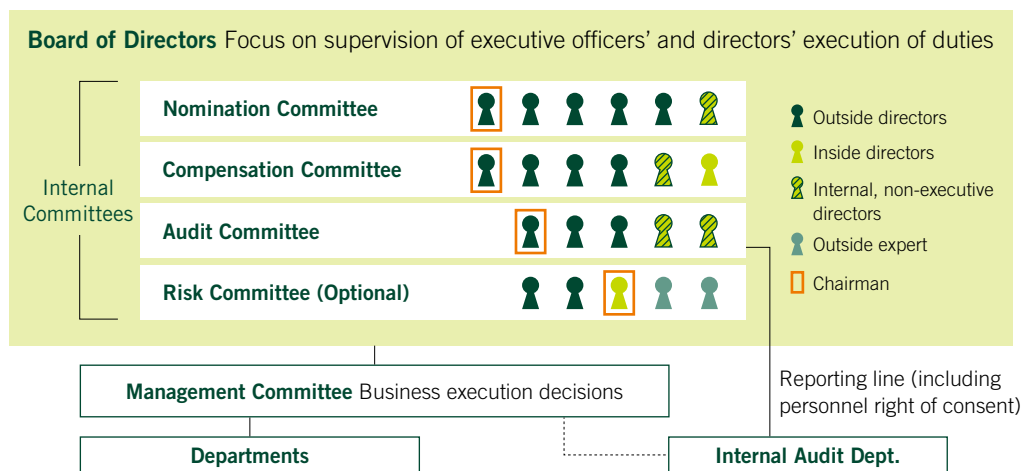 Board of Directors Focus on supervision of executive officers’ and directors’ execution of duties
Internal
Committees
Nomination Committee
Compensation Committee
Audit Committee
Risk Committee (Optional)
Outside directors
Inside directors
Internal, non-executive
directors
Outside expert
Chairman
Management Committee Business execution decisions
Reporting line (including
personnel right of consent)
Departments
Internal Audit Dept.